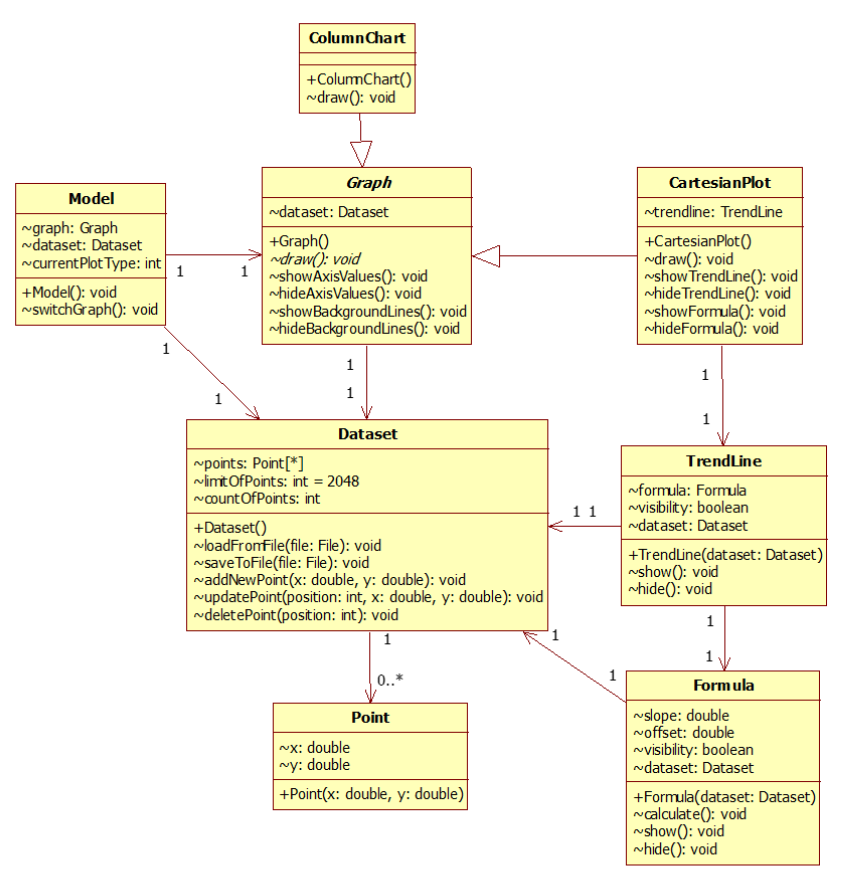 ColumnChart
+ColumnChart()
~draw(): void
Graph
~dataset: Dataset
+Graph()
~draw(): void
~showAxisValues(): void
~hideAxisValues(): void
~showBackgroundLines(): void
~hideBackgroundLines(): void
CartesianPlot
~trendline: TrendLine
+CartesianPlot()
~draw(): void
~showTrendLine(): void
~hideTrendLine(): void
~showFormula(): void
~hideFormula(): void
Model
~graph: Graph
~dataset: Dataset
~currentPlotType: int
+Model(): void
~switchGraph(): void
1 1
1
1
1
1
1
1
Dataset
~points: Point[*]
~limitOfPoints: int = 2048
~countOfPoints: int
+Dataset()
~loadFromFile(file: File): void
~saveToFile(file: File): void
~addNewPoint(x: double, y: double): void
~updatePoint(position: int, x: double, y: double): void
~deletePoint(position: int): void
TrendLine
~formula: Formula
~visibility: boolean
~dataset: Dataset
+TrendLine(dataset: Dataset)
~show(): void
~hide(): void
1 1
1
1
1
1
1
0..*
Point
~x: double
~y: double
+Point(x: double, y: double)
Formula
~slope: double
~offset: double
~visibility: boolean
~dataset: Dataset
+Formula(dataset: Dataset)
~calculate(): void
~show(): void
~hide(): void